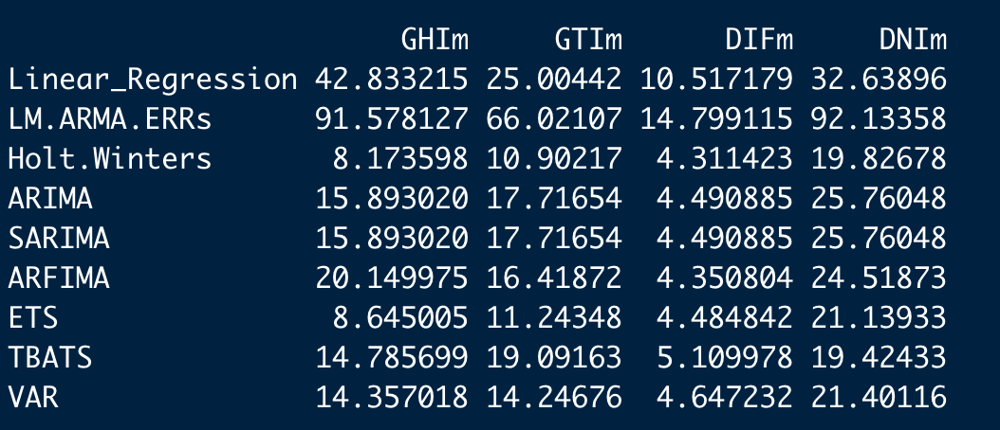 GHIm GTIm DIFm DNIm
Linear_Regression 42.833215 25.00442 10.517179 32.63896
LM.ARMA.ERRs 91.578127 66.02107 14.799115 92.13358
Holt.Winters 8.173598 10.90217 4.311423 19.82678
ARIMA 15.893020 17.71654 4.490885 25.76048
SARIMA 15.893020 17.71654 4.490885 25.76048
ARFIMA 20.149975 16.41872 4.350804 24.51873
ETS 8.645005 11.24348 4.484842 21.13933
TBATS 14.785699 19.09163 5.109978 19.42433
VAR 14.357018 14.24676 4.647232 21.40116